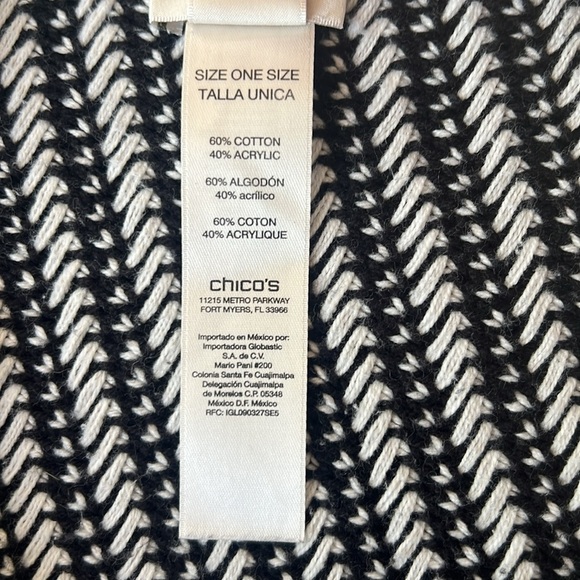 SIZE ONE SIZE
TALLA UNICA
60% COTTON
40% ACRYLIC
60% ALGODÓN
40% acrílico
60% COTON
40% ACRYLIQUE
chico's
11215 METRO PARKWAY
FORT MYERS, FL 33966
Importado en México por:
Importadora Globastic
S.A. de C.V.
Mario Pani #200
Colonia Santa Fe Cuajimalpa
Delegación Cuajimalpa
de Morelos C.P. 05348
México D.F. México
RFC: IGL090327SE5